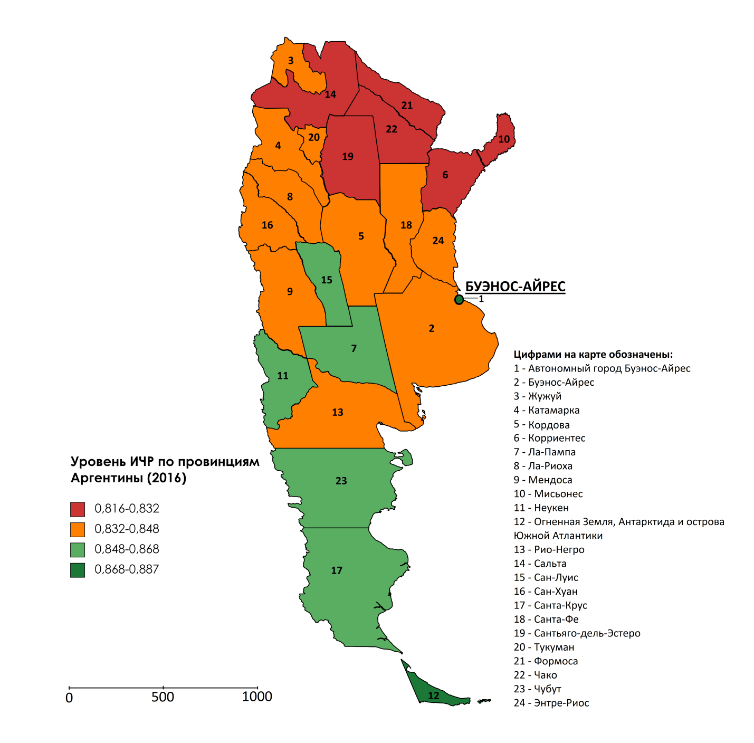 3
14
21
22
20
10
4
19
6
8
16
5
18
24
15
9
БУЭНОС-АЙРЕС
1
2
7
11
13
23
17
12
Цифрами на карте обозначены:
1 - Автономный город Буэнос-Айрес
2 - Буэнос-Айрес
3 - Жужуй
4 - Катамарка
5 - Кордова
6 - Корриентес
7 - Ла-Пампа
8 - Ла-Риоха
9 - Мендоса
10 - Мисьонес
11 - Неукен
12 - Огненная Земля, Антарктида и острова
Южной Атлантики
13 - Рио-Негро
14 - Сальта
15 - Сан-Луис
16 - Сан-Хуан
17 - Санта-Крус
18 - Санта-Фе
19 - Сантьяго-дель-Эстеро
20 - Тукуман
21 - Формоса
22 - Чако
23 - Чубут
24 - Энтре-Риос
Уровень ИЧР по провинциям
Аргентины (2016)
0,816-0,832
0,832-0,848
0,848-0,868
0,868-0,887
0 500 1000